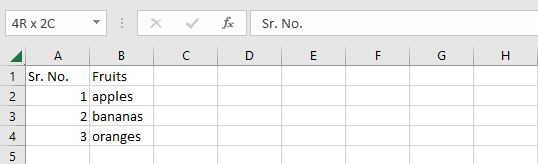 4R x 2C fx Sr. No.
A B C D E F G H
1 Sr. No. Fruits
2 1 apples
3 2 bananas
4 3 oranges
5